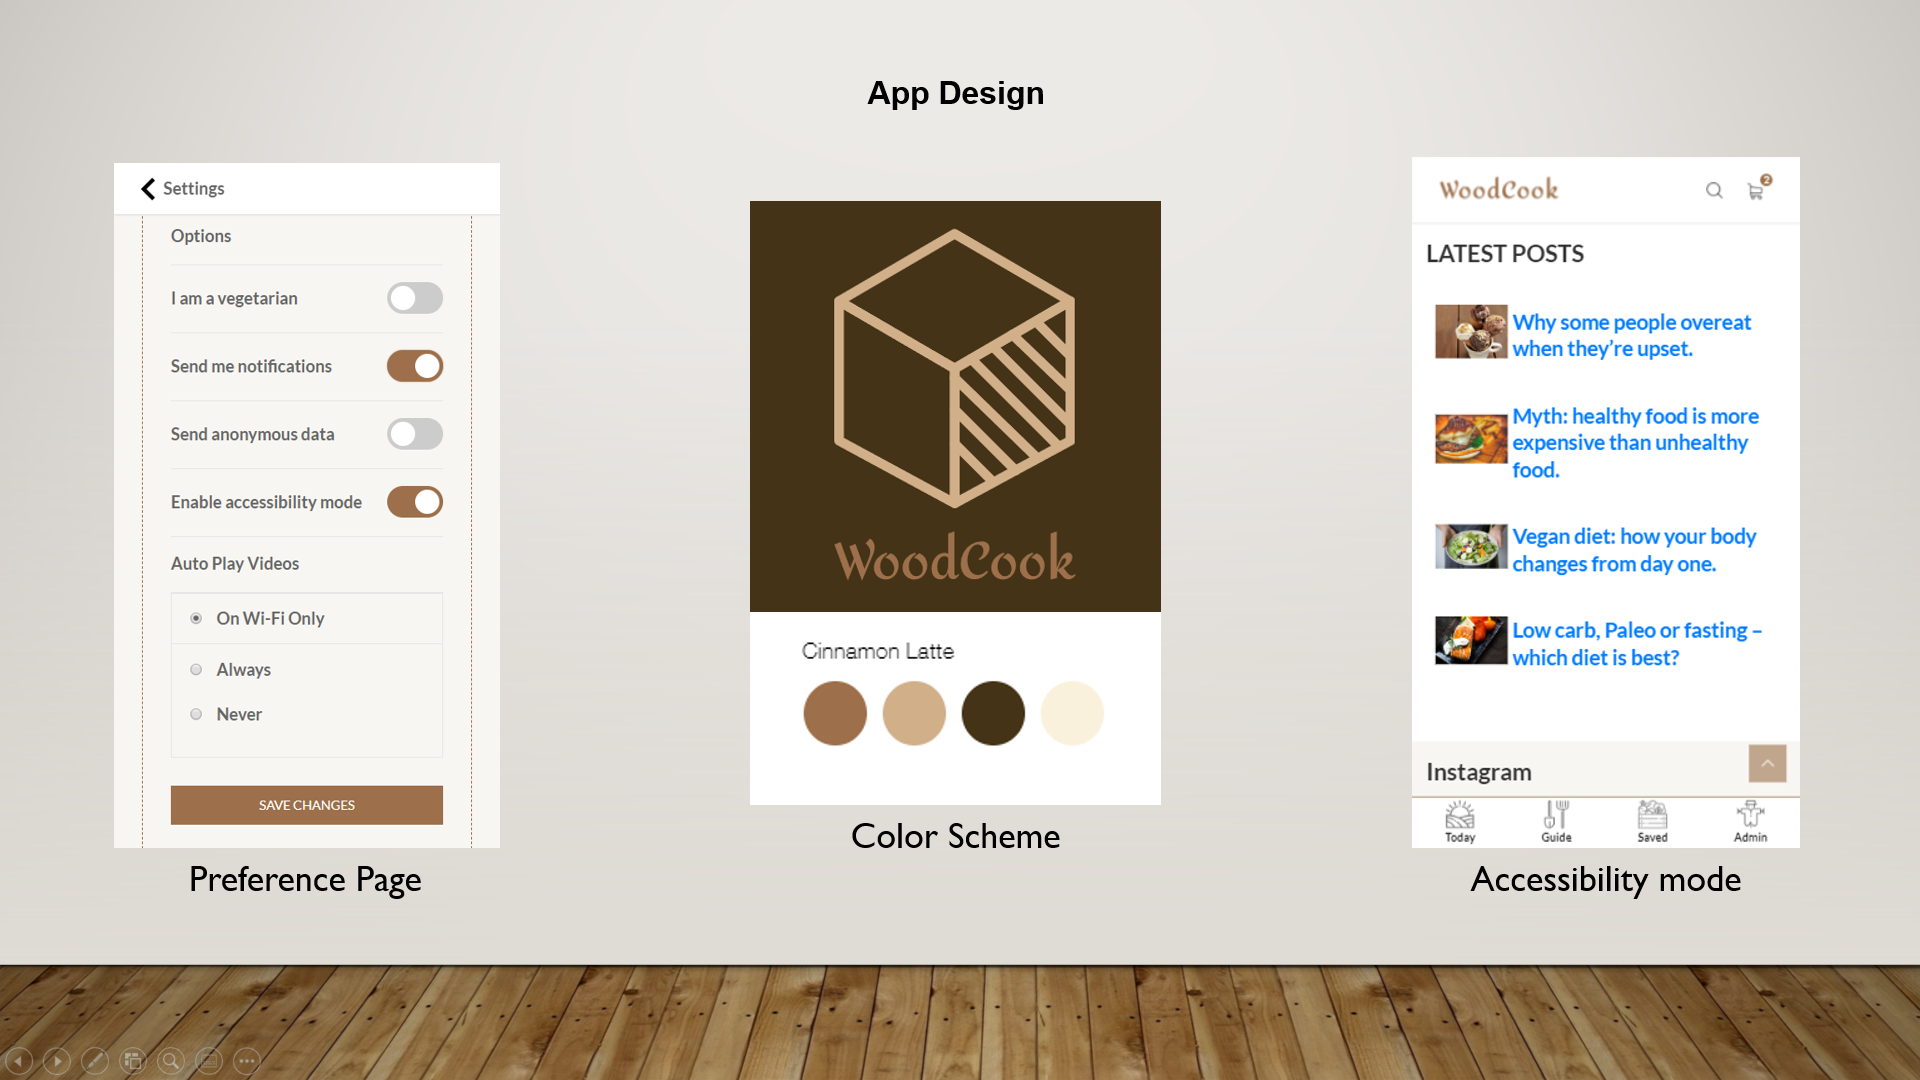 App Design
Settings
Options
I am a vegetarian
Send me notifications
Send anonymous data
Enable accessibility mode
Auto Play Videos
On Wi-Fi Only
Always
Never
SAVE CHANGES
Preference Page
WoodCook
Cinnamon Latte
Color Scheme
WoodCook
2
LATEST POSTS
Why some people overeat
when they’re upset.
Myth: healthy food is more
expensive than unhealthy
food.
Vegan diet: how your body
changes from day one.
Low carb, Paleo or fasting –
which diet is best?
Instagram
Today
Guide
Saved
Admin
Accessibility mode